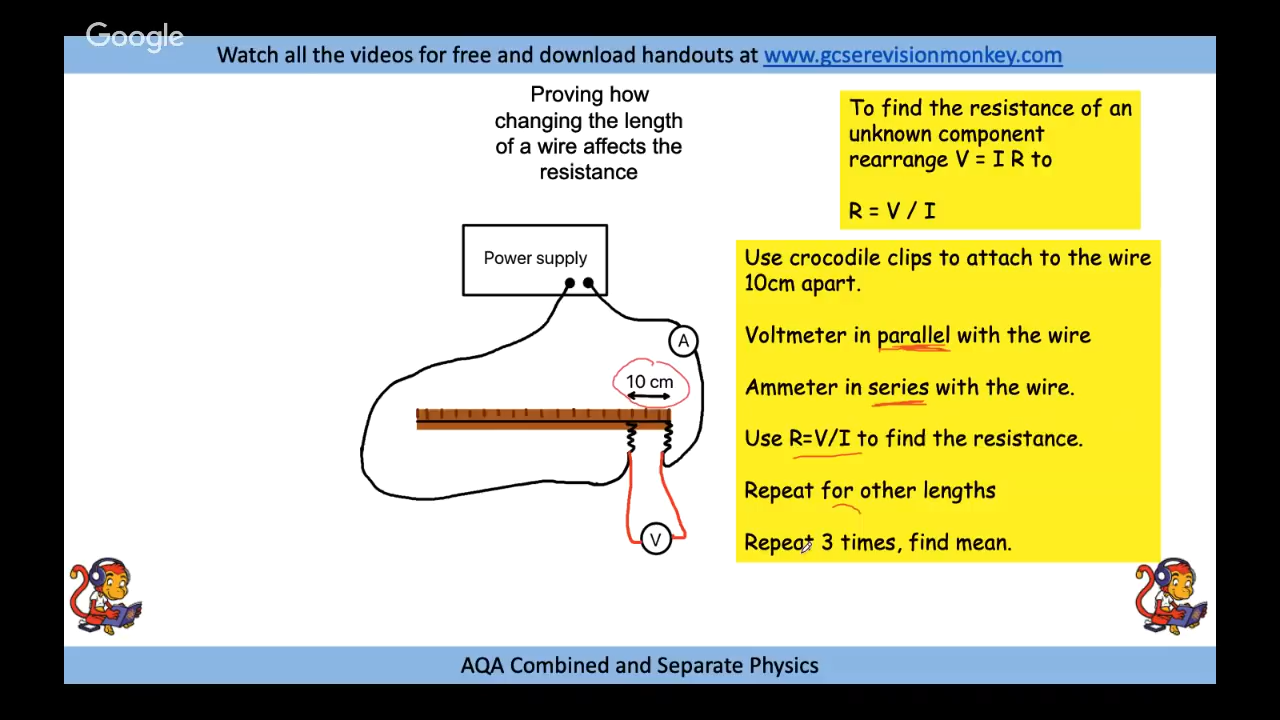 Google
Watch all the videos for free and download handouts at www.gcserevisionmonkey.com
Proving how
changing the length
of a wire affects the
resistance
To find the resistance of an
unknown component
rearrange V = I R to
R = V / I
Power supply
A
10 cm
V
Use crocodile clips to attach to the wire
10cm apart.
Voltmeter in parallel with the wire
Ammeter in series with the wire.
Use R=V/I to find the resistance.
Repeat for other lengths
Repeat 3 times, find mean.
AQA Combined and Separate Physics